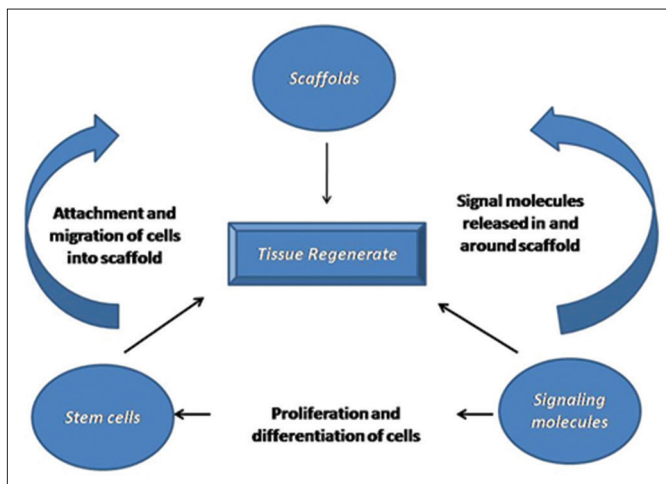 Scaffolds
Attachment and
migration of cells
into scaffold
Signal molecules
released in and
around scaffold
Tissue Regenerate
Stem cells
Proliferation and
differentiation of cells
Signaling
molecules